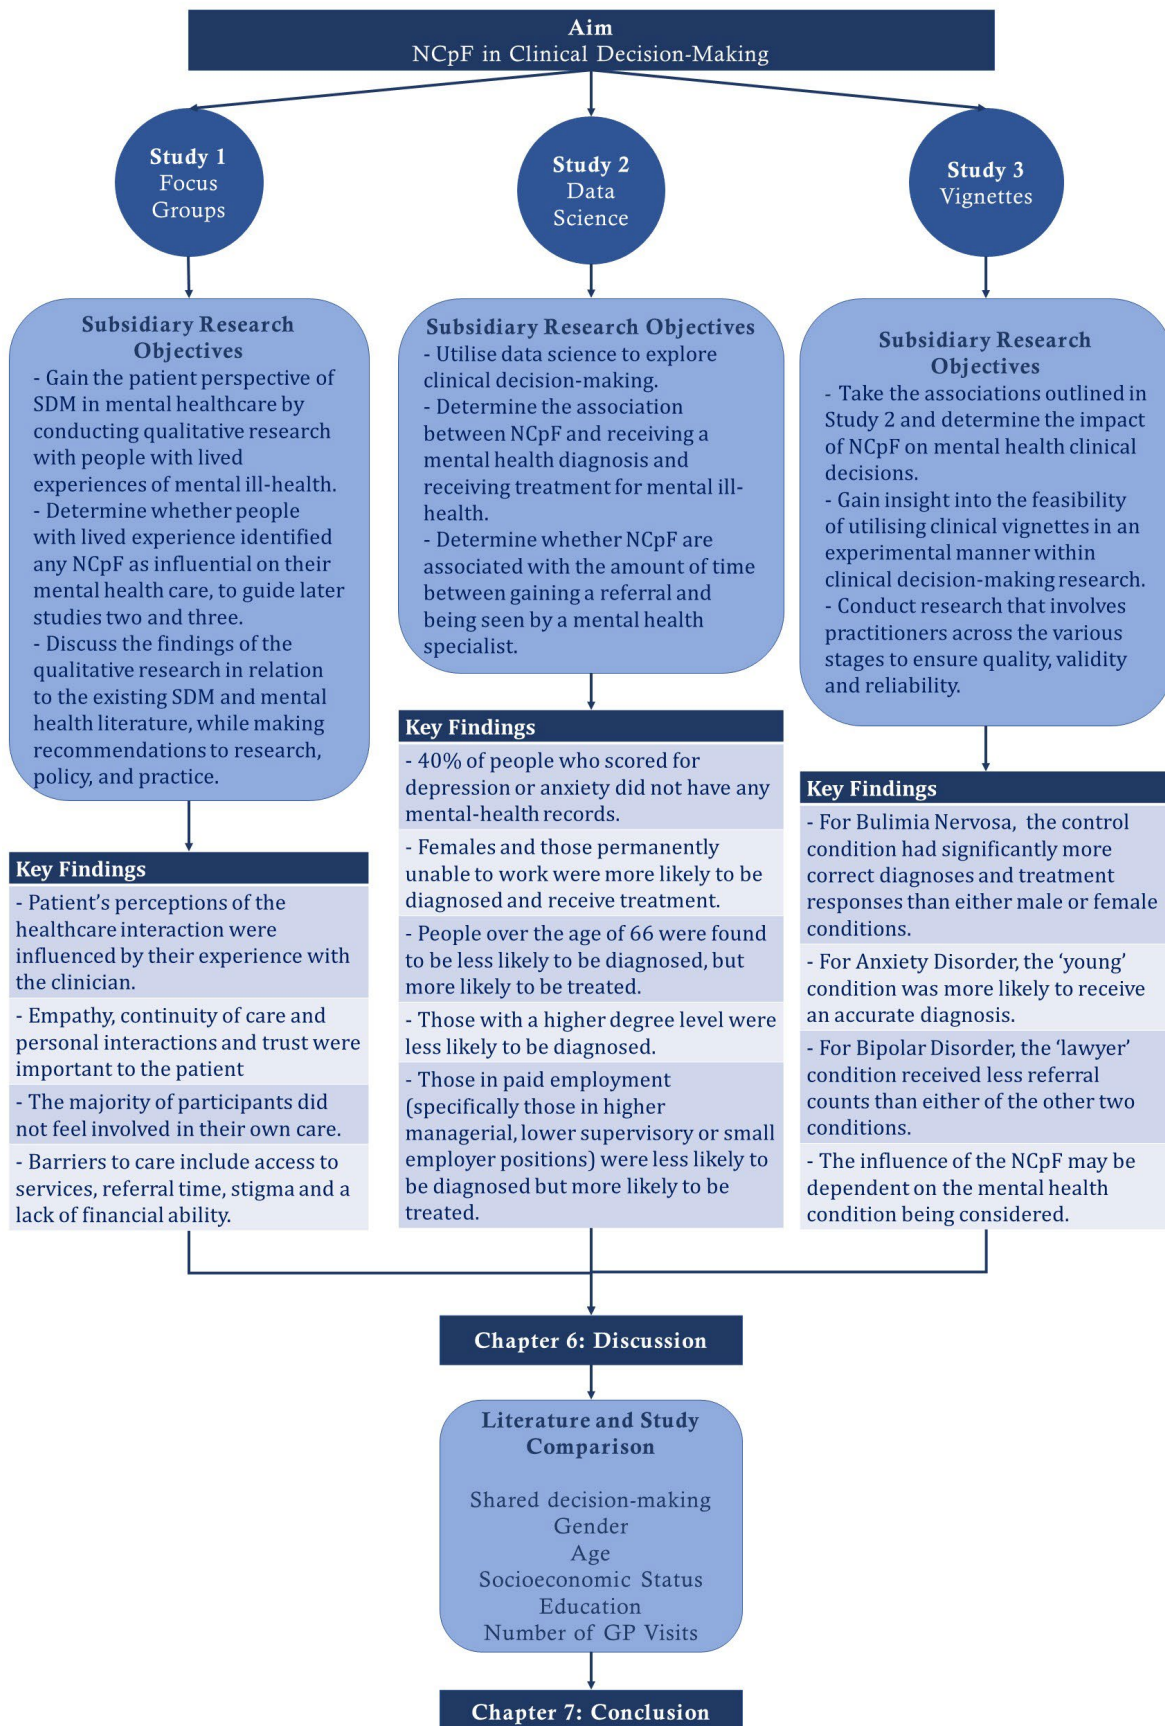 Aim
NCpF in Clinical Decision-Making
Study 1
Focus
Groups
Study 2
Data
Science
Study 3
Vignettes
Subsidiary Research
Objectives
- Gain the patient perspective of
SDM in mental healthcare by
conducting qualitative research
with people with lived
experiences of mental ill-health.
- Determine whether people
with lived experience identified
any NCpF as influential on their
mental health care, to guide later
studies two and three.
- Discuss the findings of the
qualitative research in relation
to the existing SDM and mental
health literature, while making
recommendations to research,
policy, and practice.
Subsidiary Research Objectives
- Utilise data science to explore
clinical decision-making.
- Determine the association
between NCpF and receiving a
mental health diagnosis and
receiving treatment for mental ill-
health.
- Determine whether NCpF are
associated with the amount of time
between gaining a referral and
being seen by a mental health
specialist.
Subsidiary Research
Objectives
- Take the associations outlined in
Study 2 and determine the impact
of NCpF on mental health clinical
decisions.
- Gain insight into the feasibility
of utilising clinical vignettes in an
experimental manner within
clinical decision-making research.
- Conduct research that involves
practitioners across the various
stages to ensure quality, validity
and reliability.
Key Findings
- Patient's perceptions of the
healthcare interaction were
influenced by their experience with
the clinician.
- Empathy, continuity of care and
personal interactions and trust were
important to the patient
- The majority of participants did
not feel involved in their own care.
- Barriers to care include access to
services, referral time, stigma and a
lack of financial ability.
Key Findings
- 40% of people who scored for
depression or anxiety did not have any
mental-health records.
- Females and those permanently
unable to work were more likely to be
diagnosed and receive treatment.
- People over the age of 66 were found
to be less likely to be diagnosed, but
more likely to be treated.
- Those with a higher degree level were
less likely to be diagnosed.
- Those in paid employment
(specifically those in higher
managerial, lower supervisory or small
employer positions) were less likely to
be diagnosed but more likely to be
treated.
Key Findings
- For Bulimia Nervosa, the control
condition had significantly more
correct diagnoses and treatment
responses than either male or female
conditions.
- For Anxiety Disorder, the ‘young’
condition was more likely to receive
an accurate diagnosis.
- For Bipolar Disorder, the ‘lawyer’
condition received less referral
counts than either of the other two
conditions.
- The influence of the NCpF may be
dependent on the mental health
condition being considered.
Chapter 6: Discussion
Literature and Study
Comparison
Shared decision-making
Gender
Age
Socioeconomic Status
Education
Number of GP Visits
Chapter 7: Conclusion